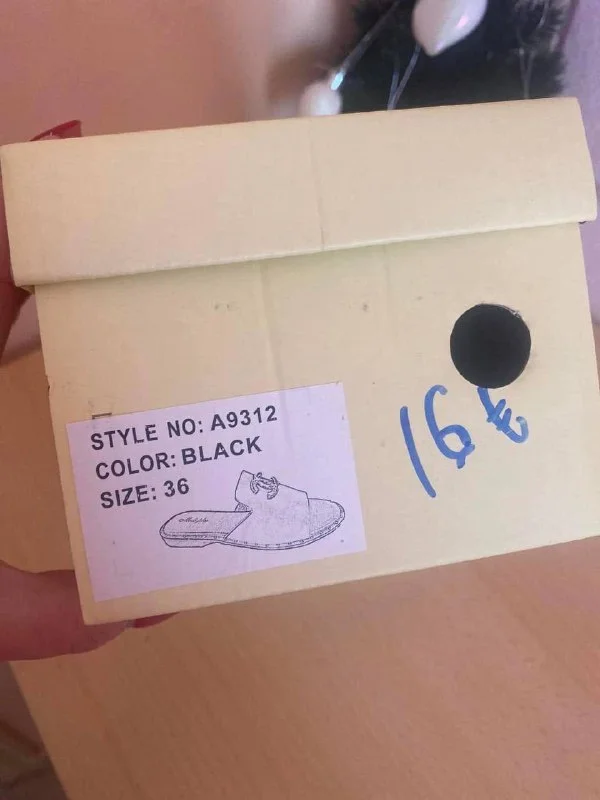 STYLE NO: A9312
COLOR: BLACK
SIZE: 36
16 €